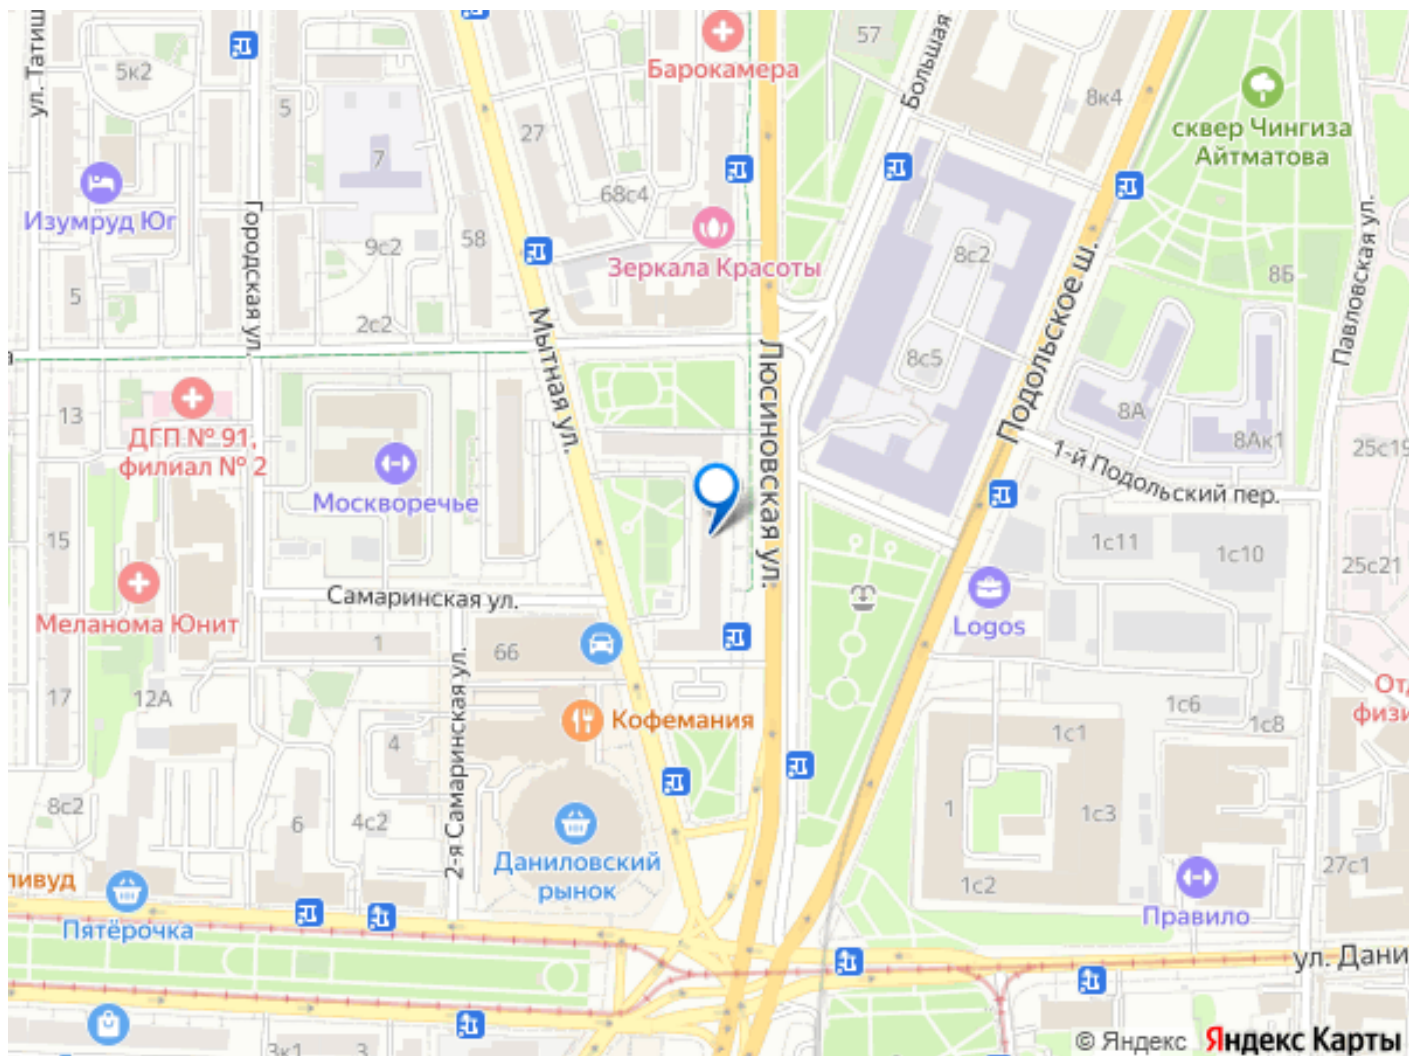 ул. Татищ
5к2
57
Большая
Барокамера
8к4
сквер Чингиза
Айтматова
5
27
7
68с4
Изумруд Юг
Городская ул.
9с2
58
Зеркала Красоты
8с2
8Б
Павловская ул.
5
2с2
Мытная ул.
Люсиновская ул.
8с5
Подольское ш.
13
ДГП № 91,
филиал № 2
8А
8Ак1
25с19
Москворечье
1-й Подольский пер.
15
1с11
1с10
25с21
Самаринская ул.
Меланома Юнит
1
66
Logos
17
12А
2-я Самаринская ул.
Кофемания
1с6
1с8
От
физи
4
1с1
8с2
6
4с2
1
1с3
Даниловский
рынок
27с1
ливуд
1с2
Пятёрочка
Правило
ул. Дани
3к1
3
© Яндекс Яндекс Карты